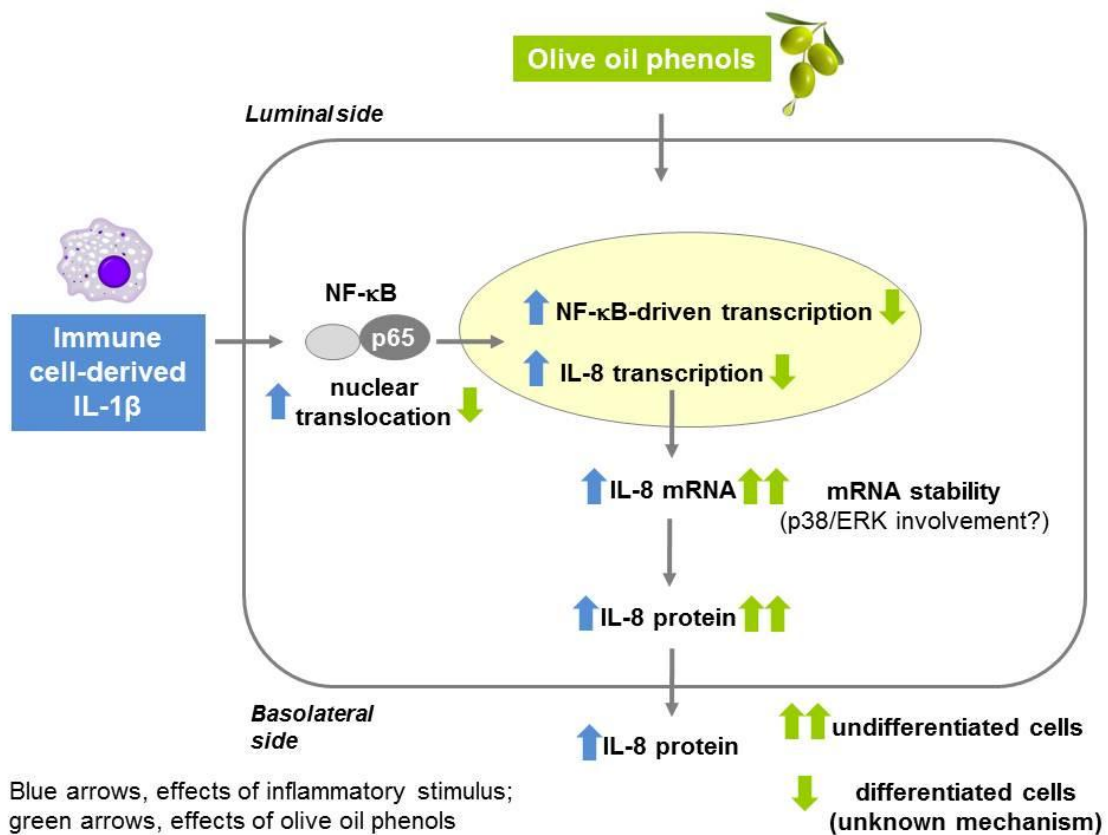 Olive oil phenols
Luminal side
Immune
cell-derived
IL-1β
NF-κB
p65
nuclear
translocation
NF-κB-driven transcription
IL-8 transcription
IL-8 mRNA
mRNA stability
(p38/ERK involvement?)
IL-8 protein
Basolateral
side
IL-8 protein
undifferentiated cells
differentiated cells
(unknown mechanism)
Blue arrows, effects of inflammatory stimulus;
green arrows, effects of olive oil phenols